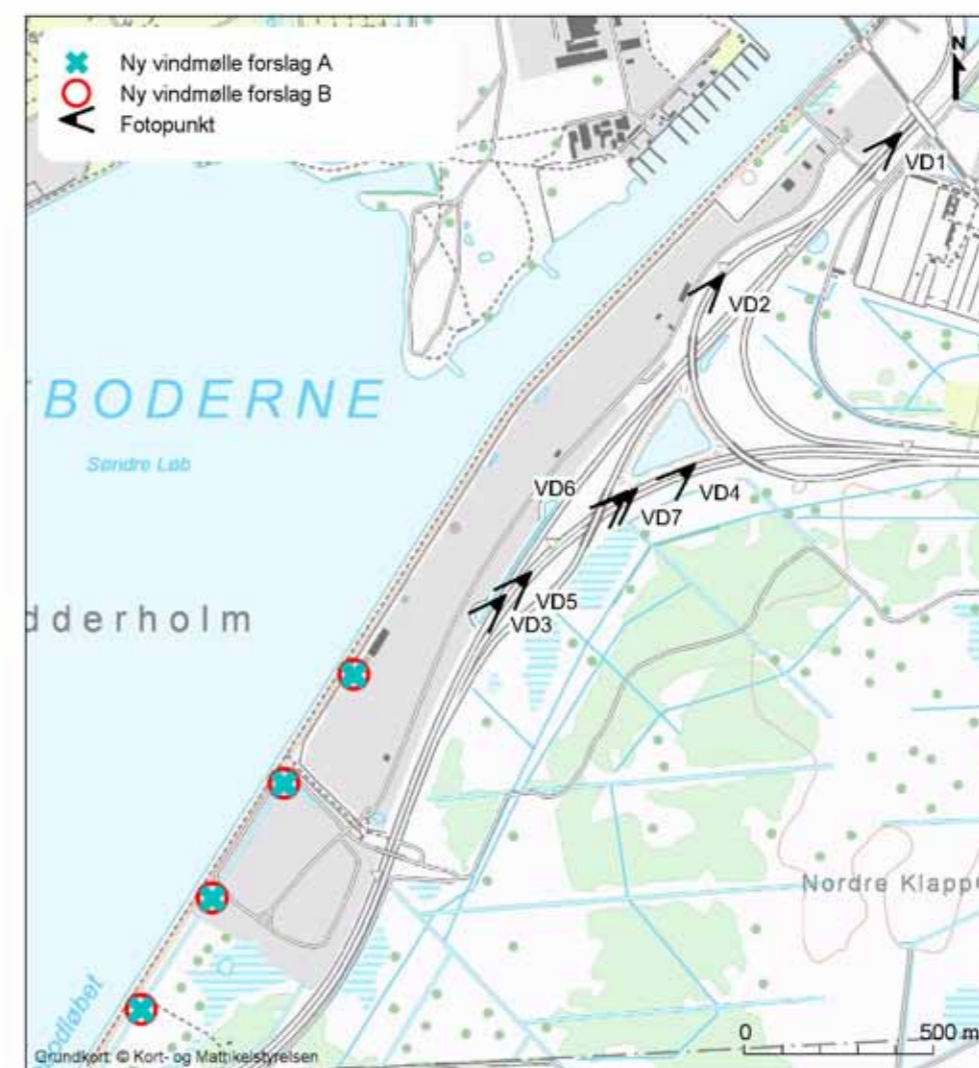 Ny vindmølle forslag A
Ny vindmølle forslag B
Fotopunkt
N
VD1
VD2
BODERNE
Søndre Løb
VD6
VD4
VD7
dderholm
VD5
VD3
Nordre Klapp
odløbet
0 500 m
Grundkort: © Kort- og Matrikelstyrelsen